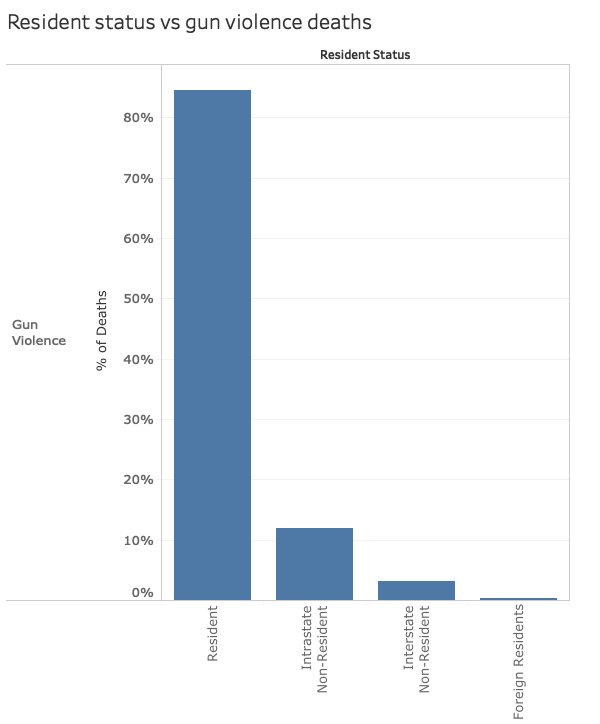 Resident status vs gun violence deaths
Resident Status
80%
70%
60%
50%
40%
30%
20%
10%
0%
% of Deaths
Gun
Violence
Resident
Intrastate
Non-Resident
Interstate
Non-Resident
Foreign Residents